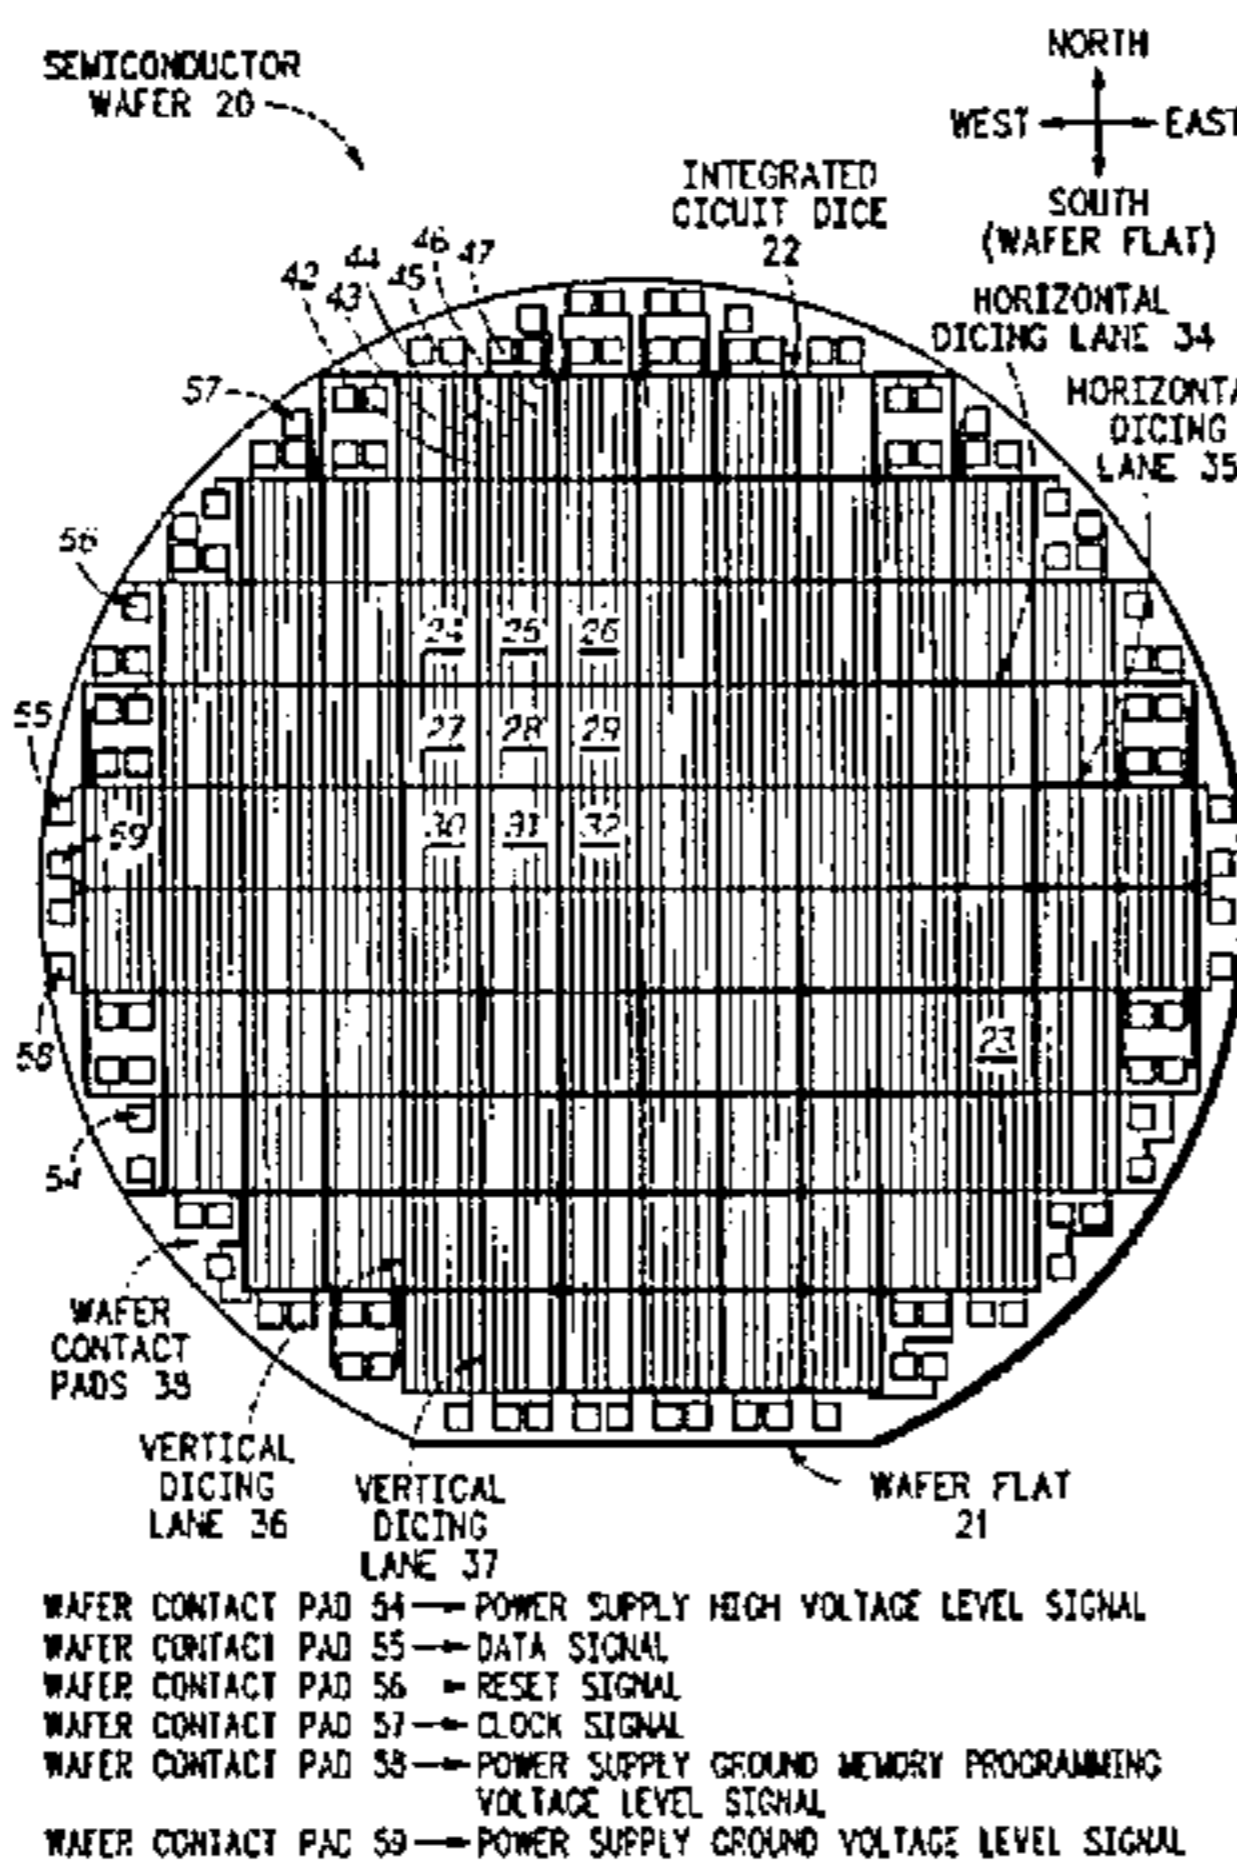 SEMICONDUCTOR
WAFER 20
NORTH
WEST
EAST
SOUTH
(WAFER FLAT)
INTEGRATED
CICUIT DICE
22
HORIZONTAL
DICING LANE 34
HORIZONTA
DICING
LANE 35
42
44
43
46
45
47
57
56
55
59
58
54
24 25 26
27 28 29
30 31 32
23
WAFER
CONTACT
PADS 38
VERTICAL
DICING
LANE 36
VERTICAL
DICING
LANE 37
WAFER FLAT
21
WAFER CONTACT PAD 54 → POWER SUPPLY HIGH VOLTAGE LEVEL SIGNAL
WAFER CONTACT PAD 55 → DATA SIGNAL
WAFER CONTACT PAD 56 → RESET SIGNAL
WAFER CONTACT PAD 57 → CLOCK SIGNAL
WAFER CONTACT PAD 58 → POWER SUPPLY GROUND MEMORY PROGRAMMING
VOLTAGE LEVEL SIGNAL
WAFER CONTACT PAD 59 → POWER SUPPLY GROUND VOLTAGE LEVEL SIGNAL